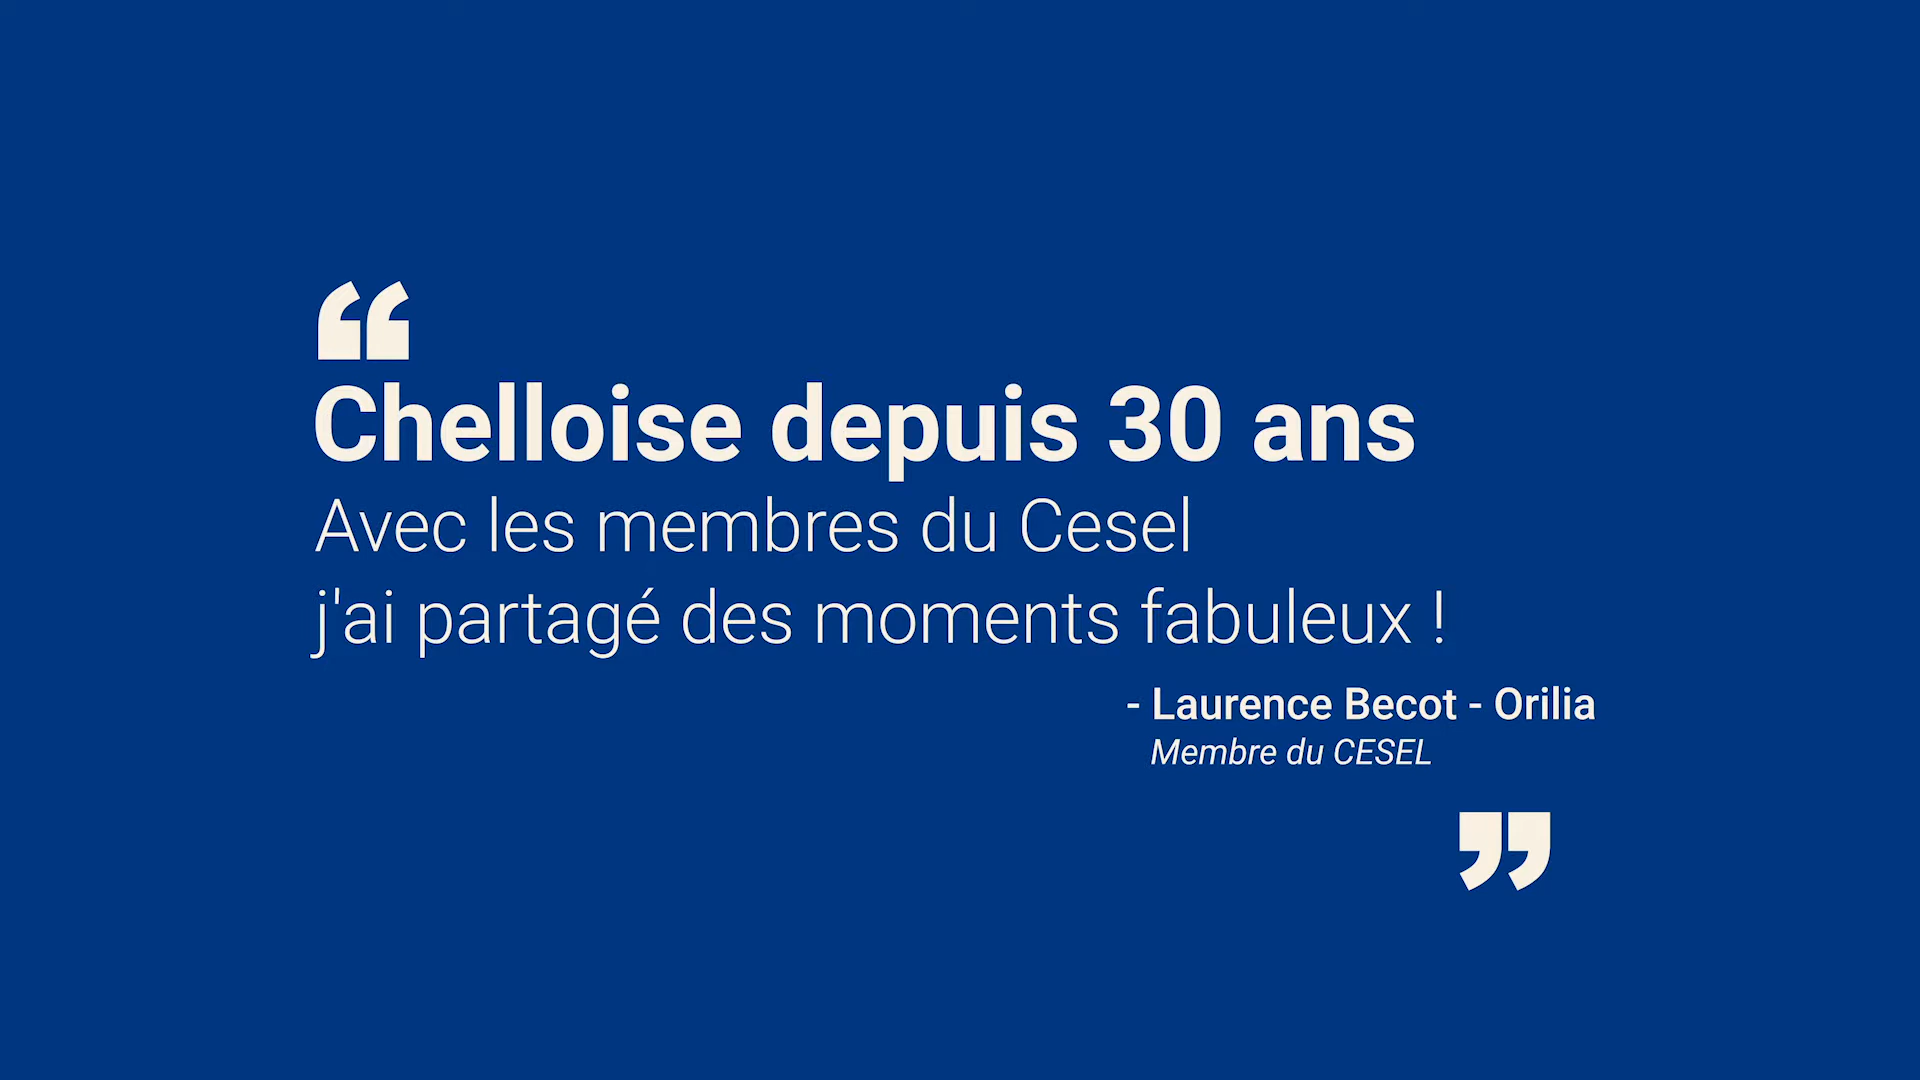 “
Chelloise depuis 30 ans
Avec les membres du Cesel
j'ai partagé des moments fabuleux !
- Laurence Becot - Orilia
Membre du CESEL
”